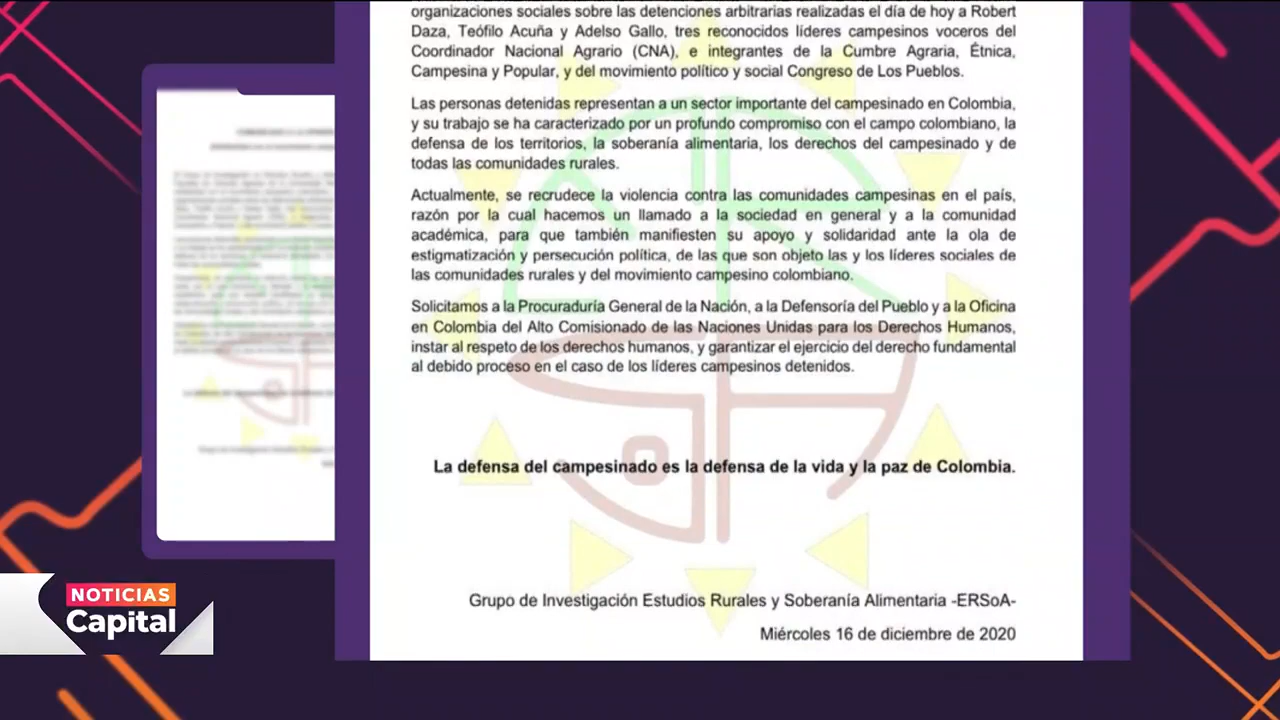 organizaciones sociales sobre las detenciones arbitrarias realizadas el día de hoy a Robert
Daza, Teófilo Acuña y Adelso Gallo, tres reconocidos líderes campesinos voceros del
Coordinador Nacional Agrario (CNA), e integrantes de la Cumbre Agraria, Étnica,
Campesina y Popular, y del movimiento político y social Congreso de Los Pueblos.
Las personas detenidas representan a un sector importante del campesinado en Colombia,
y su trabajo se ha caracterizado por un profundo compromiso con el campo colombiano, la
defensa de los territorios, la soberanía alimentaria, los derechos del campesinado y de
todas las comunidades rurales.
Actualmente, se recrudece la violencia contra las comunidades campesinas en el país,
razón por la cual hacemos un llamado a la sociedad en general y a la comunidad
académica, para que también manifiesten su apoyo y solidaridad ante la ola de
estigmatización y persecución política, de las que son objeto las y los líderes sociales de
las comunidades rurales y del movimiento campesino colombiano.
Solicitamos a la Procuraduría General de la Nación, a la Defensoría del Pueblo y a la Oficina
en Colombia del Alto Comisionado de las Naciones Unidas para los Derechos Humanos,
instar al respeto de los derechos humanos, y garantizar el ejercicio del derecho fundamental
al debido proceso en el caso de los líderes campesinos detenidos.
La defensa del campesinado es la defensa de la vida y la paz de Colombia.
Grupo de Investigación Estudios Rurales y Soberanía Alimentaria -ERSoA-
Miércoles 16 de diciembre de 2020
NOTICIAS
Capital